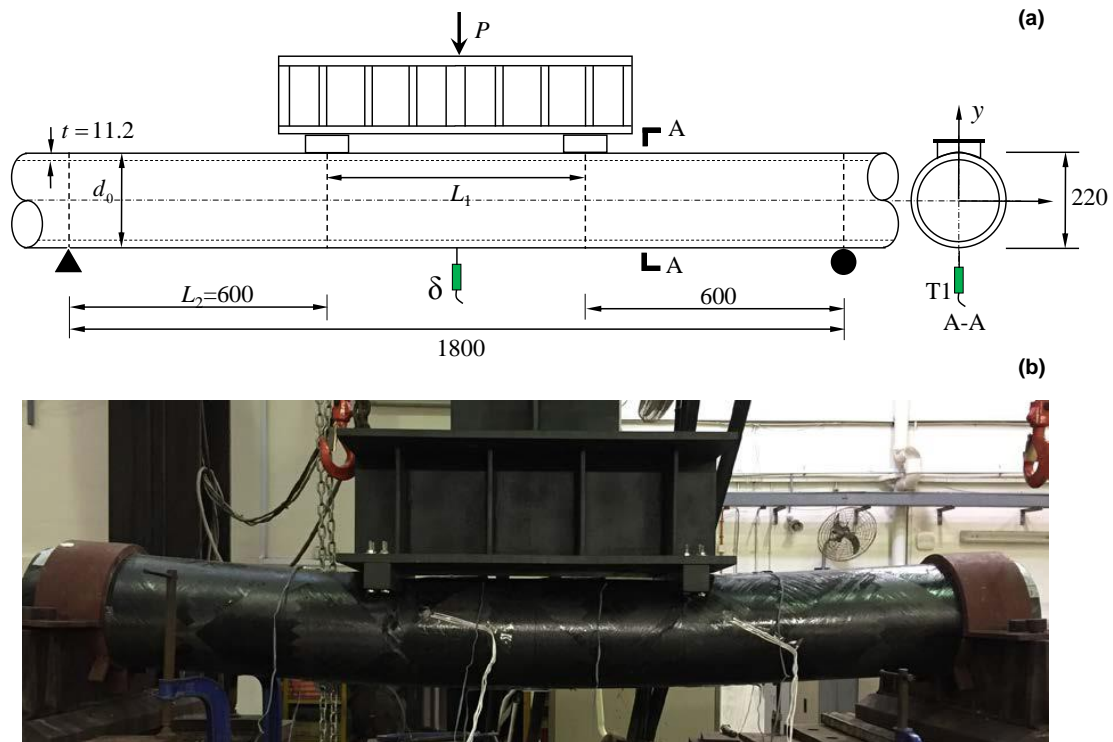 (a)
P
A
y
t = 11.2
d₀
L₁
220
A
δ
T1
L₂=600
600
A-A
1800
(b)